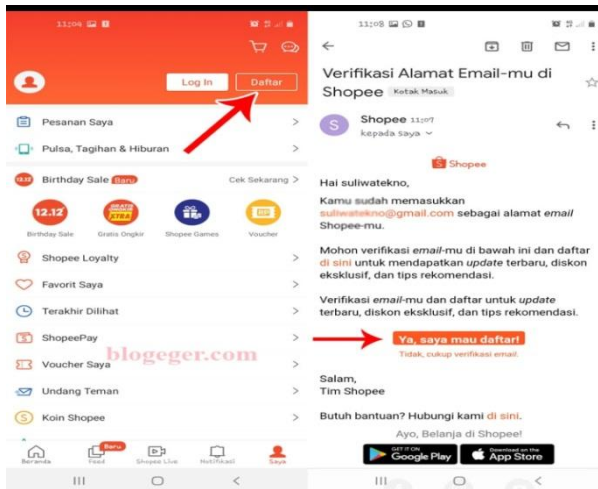 11:04
Log In
Daftar
Pesanan Saya
Pulsa, Tagihan & Hiburan
12.12
Birthday Sale Baru
Cek Sekarang >
12.12
GRATIS
XTRA
Birthday Sale
Gratis Ongkir
Shopee Games
Voucher
Shopee Loyalty
Favorit Saya
Terakhir Dilihat
ShopeePay
Voucher Saya
Undang Teman
Koin Shopee
blogeger.com
Baru
Beranda
Feed
Shopee Live
Notifikasi
Saya
11:08
Verifikasi Alamat Email-mu di
Shopee Kotak Masuk
S
Shopee 11:07
kepada saya
Shopee
Hai suliwatekno,
Kamu sudah memasukkan
suliwatekno@gmail.com sebagai alamat email
Shopee-mu.
Mohon verifikasi email-mu di bawah ini dan daftar
di sini untuk mendapatkan update terbaru, diskon
eksklusif, dan tips rekomendasi.
Verifikasi email-mu dan daftar untuk update
terbaru, diskon eksklusif, dan tips rekomendasi.
Ya, saya mau daftar!
Tidak, cukup verifikasi email.
Salam,
Tim Shopee
Butuh bantuan? Hubungi kami di sini.
Ayo, Belanja di Shopee!
GET IT ON
Google Play
Download on the
App Store